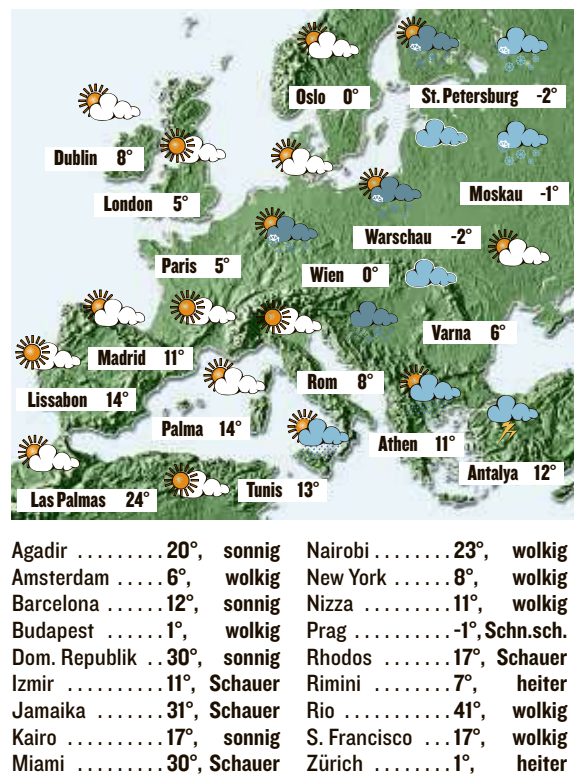 Oslo 0°
St. Petersburg -2°
Dublin 8°
London 5°
Moskau -1°
Warschau -2°
Paris 5°
Wien 0°
Varna 6°
Madrid 11°
Rom 8°
Lissabon 14°
Palma 14°
Athen 11°
Antalya 12°
Las Palmas 24°
Tunis 13°
Agadir ......... 20°, sonnig
Amsterdam ..... 6°, wolkig
Barcelona ...... 12°, sonnig
Budapest ...... 1°, wolkig
Dom. Republik .. 30°, sonnig
Izmir .......... 11°, Schauer
Jamaika ....... 31°, Schauer
Kairo .......... 17°, sonnig
Miami ......... 30°, Schauer
Nairobi ........ 23°, wolkig
New York ...... 8°, wolkig
Nizza .......... 11°, wolkig
Prag .......... -1°, Schn.sch.
Rhodos ....... 17°, Schauer
Rimini ......... 7°, heiter
Rio ........... 41°, wolkig
S. Francisco ... 17°, wolkig
Zürich ......... 1°, heiter